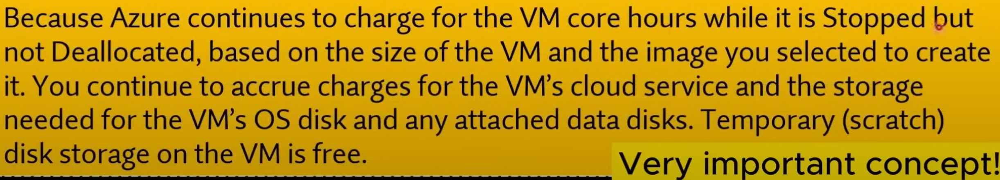 Because Azure continues to charge for the VM core hours while it is Stopped but
not Deallocated, based on the size of the VM and the image you selected to create
it. You continue to accrue charges for the VM’s cloud service and the storage
needed for the VM’s OS disk and any attached data disks. Temporary (scratch)
disk storage on the VM is free.
Very important concept!